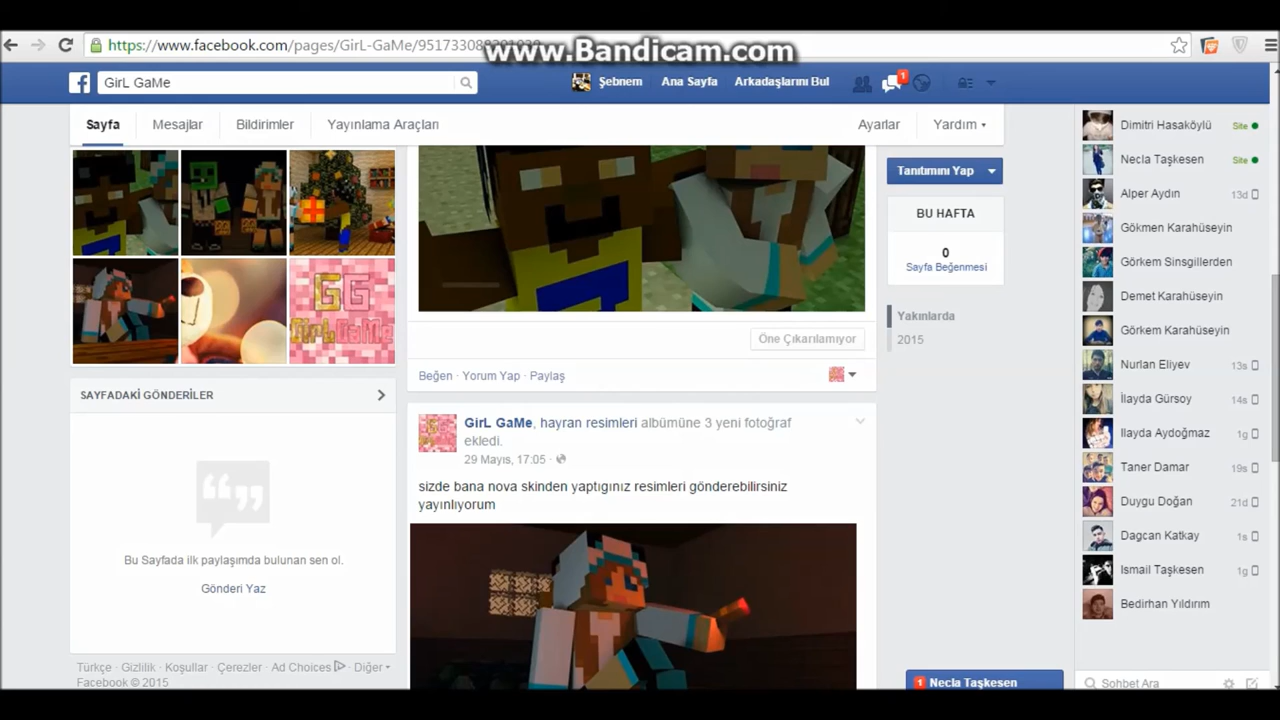 www.Bandicam.com
https://www.facebook.com/pages/GirL-GaMe/951733088
GirL GaMe
Şebnem
Ana Sayfa
Arkadaşlarını Bul
1
Sayfa
Mesajlar
Bildirimler
Yayınlama Araçları
Ayarlar
Yardım
SAYFADAKİ GÖNDERİLER
Bu Sayfada ilk paylaşımda bulunan sen ol.
Gönderi Yaz
Türkçe · Gizlilik · Koşullar · Çerezler · Ad Choices · Diğer
Facebook © 2015
GG
GirLGaMe
Öne Çıkarılamıyor
Beğen · Yorum Yap · Paylaş
GirL GaMe, hayran resimleri albümüne 3 yeni fotoğraf
ekledi.
29 Mayıs, 17:05 ·
sizde bana nova skinden yaptıgınız resimleri gönderebilirsiniz
yayınlıyorum
Tanıtımını Yap
BU HAFTA
0
Sayfa Beğenmesi
Yakınlarda
2015
Dimitri Hasaköylü Site
Necla Taşkesen Site
Alper Aydın 13d
Gökmen Karahüseyin
Görkem Sinsgillerden
Demet Karahüseyin
Görkem Karahüseyin
Nurlan Eliyev 13s
İlayda Gürsoy 14s
Ilayda Aydoğmaz 1g
Taner Damar 19s
Duygu Doğan 21d
Dagcan Katkay 1s
Ismail Taşkesen 1g
Bedirhan Yıldırım
1 Necla Taşkesen
Sohbet Ara